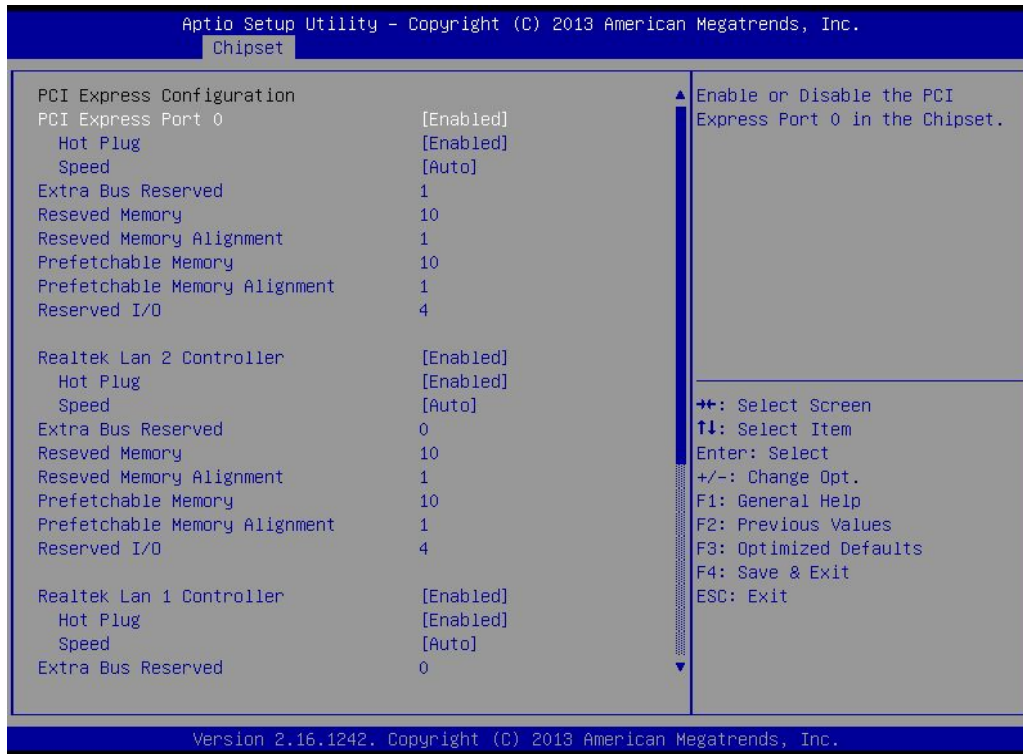 Aptio Setup Utility – Copyright (C) 2013 American Megatrends, Inc.
Chipset
PCI Express Configuration
PCI Express Port 0 [Enabled]
Hot Plug [Enabled]
Speed [Auto]
Extra Bus Reserved 1
Reseved Memory 10
Reseved Memory Alignment 1
Prefetchable Memory 10
Prefetchable Memory Alignment 1
Reserved I/O 4
Realtek Lan 2 Controller [Enabled]
Hot Plug [Enabled]
Speed [Auto]
Extra Bus Reserved 0
Reseved Memory 10
Reseved Memory Alignment 1
Prefetchable Memory 10
Prefetchable Memory Alignment 1
Reserved I/O 4
Realtek Lan 1 Controller [Enabled]
Hot Plug [Enabled]
Speed [Auto]
Extra Bus Reserved 0
Enable or Disable the PCI
Express Port 0 in the Chipset.
→←: Select Screen
↑↓: Select Item
Enter: Select
+/-: Change Opt.
F1: General Help
F2: Previous Values
F3: Optimized Defaults
F4: Save & Exit
ESC: Exit
Version 2.16.1242. Copyright (C) 2013 American Megatrends, Inc.